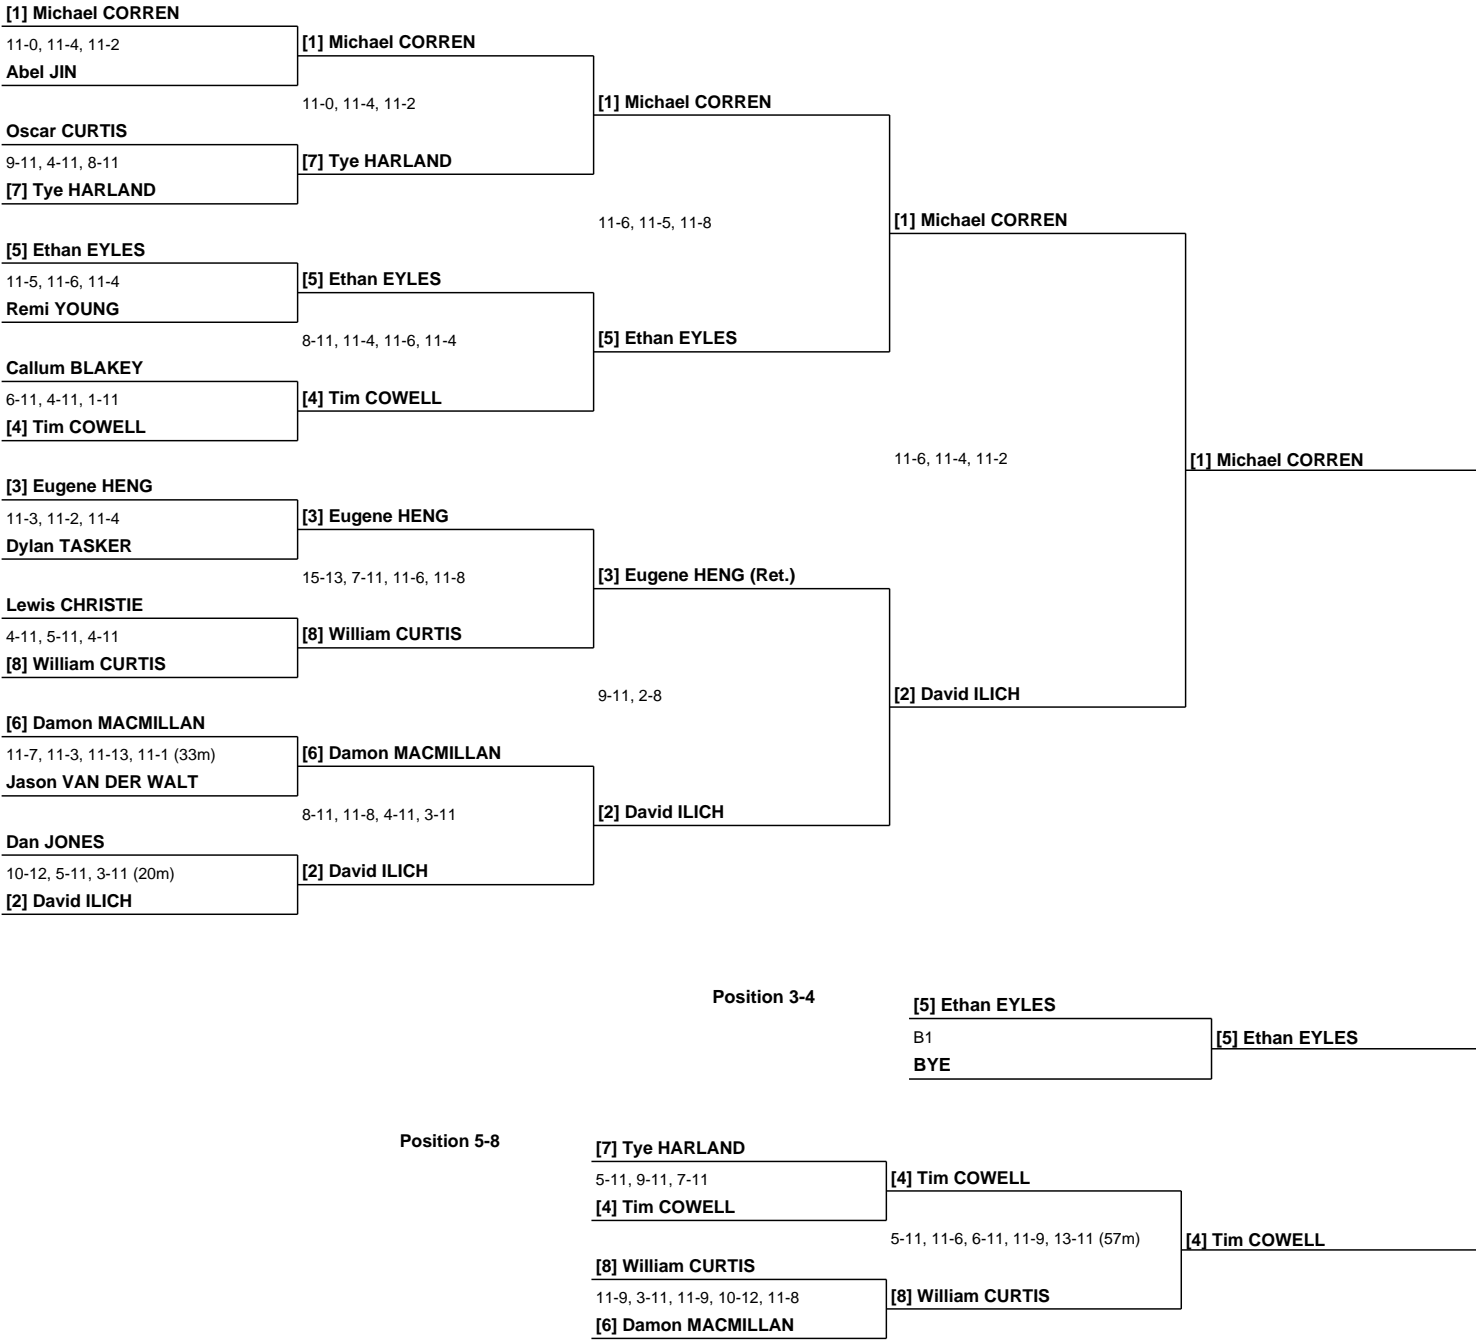 [1] Michael CORREN
11-0, 11-4, 11-2
Abel JIN
[1] Michael CORREN
11-0, 11-4, 11-2
[1] Michael CORREN
Oscar CURTIS
9-11, 4-11, 8-11
[7] Tye HARLAND
[7] Tye HARLAND
11-6, 11-5, 11-8
[1] Michael CORREN
[5] Ethan EYLES
11-5, 11-6, 11-4
Remi YOUNG
[5] Ethan EYLES
8-11, 11-4, 11-6, 11-4
[5] Ethan EYLES
Callum BLAKEY
6-11, 4-11, 1-11
[4] Tim COWELL
[4] Tim COWELL
11-6, 11-4, 11-2
[1] Michael CORREN
[3] Eugene HENG
11-3, 11-2, 11-4
Dylan TASKER
[3] Eugene HENG
15-13, 7-11, 11-6, 11-8
[3] Eugene HENG (Ret.)
Lewis CHRISTIE
4-11, 5-11, 4-11
[8] William CURTIS
[8] William CURTIS
9-11, 2-8
[2] David ILICH
[6] Damon MACMILLAN
11-7, 11-3, 11-13, 11-1 (33m)
Jason VAN DER WALT
[6] Damon MACMILLAN
8-11, 11-8, 4-11, 3-11
[2] David ILICH
Dan JONES
10-12, 5-11, 3-11 (20m)
[2] David ILICH
[2] David ILICH
Position 3-4
[5] Ethan EYLES
B1
BYE
[5] Ethan EYLES
Position 5-8
[7] Tye HARLAND
5-11, 9-11, 7-11
[4] Tim COWELL
[4] Tim COWELL
5-11, 11-6, 6-11, 11-9, 13-11 (57m)
[4] Tim COWELL
[8] William CURTIS
11-9, 3-11, 11-9, 10-12, 11-8
[6] Damon MACMILLAN
[8] William CURTIS